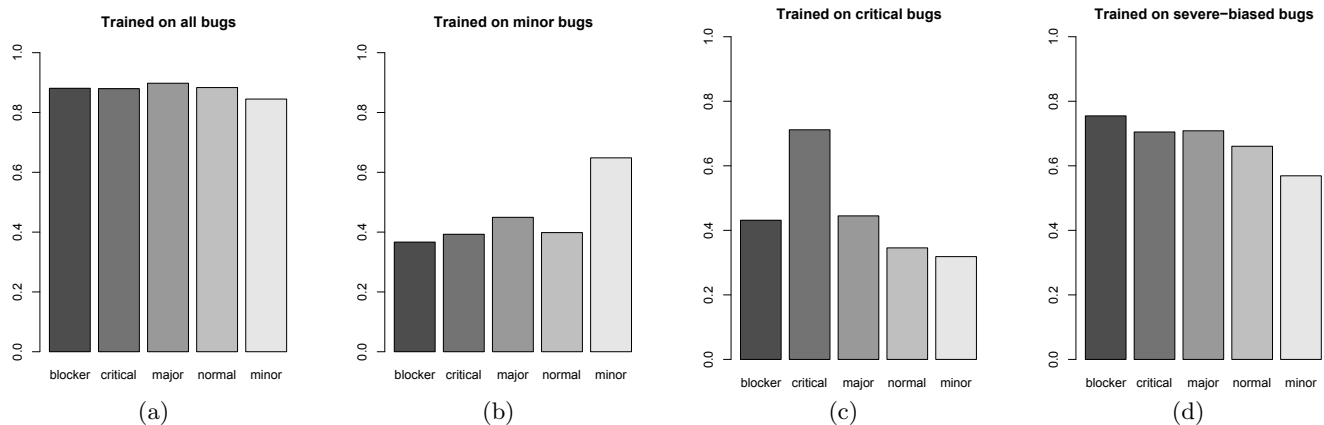 Trained on all bugs
1.0
0.8
0.6
0.4
0.2
0.0
blocker critical major normal minor
(a)
Trained on minor bugs
1.0
0.8
0.6
0.4
0.2
0.0
blocker critical major normal minor
(b)
Trained on critical bugs
1.0
0.8
0.6
0.4
0.2
0.0
blocker critical major normal minor
(c)
Trained on severe−biased bugs
1.0
0.8
0.6
0.4
0.2
0.0
blocker critical major normal minor
(d)